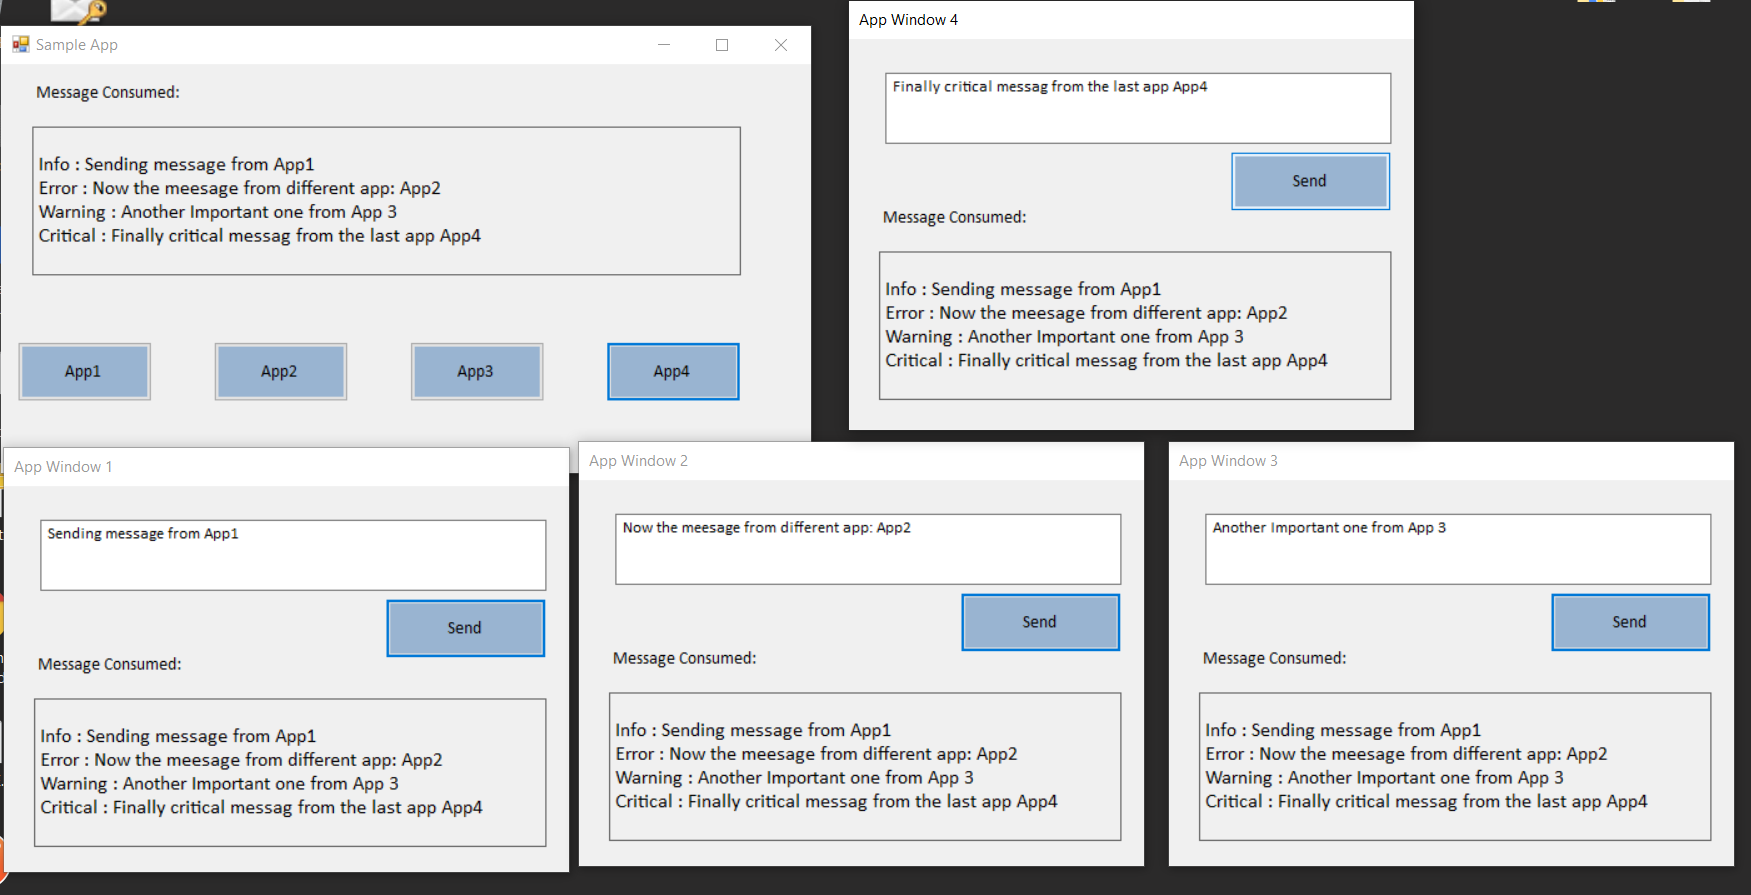 Sample App
Message Consumed:
Info : Sending message from App1
Error : Now the meesage from different app: App2
Warning : Another Important one from App 3
Critical : Finally critical messag from the last app App4
App1
App2
App3
App4
App Window 4
Finally critical messag from the last app App4
Send
Message Consumed:
Info : Sending message from App1
Error : Now the meesage from different app: App2
Warning : Another Important one from App 3
Critical : Finally critical messag from the last app App4
App Window 1
Sending message from App1
Send
Message Consumed:
Info : Sending message from App1
Error : Now the meesage from different app: App2
Warning : Another Important one from App 3
Critical : Finally critical messag from the last app App4
App Window 2
Now the meesage from different app: App2
Send
Message Consumed:
Info : Sending message from App1
Error : Now the meesage from different app: App2
Warning : Another Important one from App 3
Critical : Finally critical messag from the last app App4
App Window 3
Another Important one from App 3
Send
Message Consumed:
Info : Sending message from App1
Error : Now the meesage from different app: App2
Warning : Another Important one from App 3
Critical : Finally critical messag from the last app App4